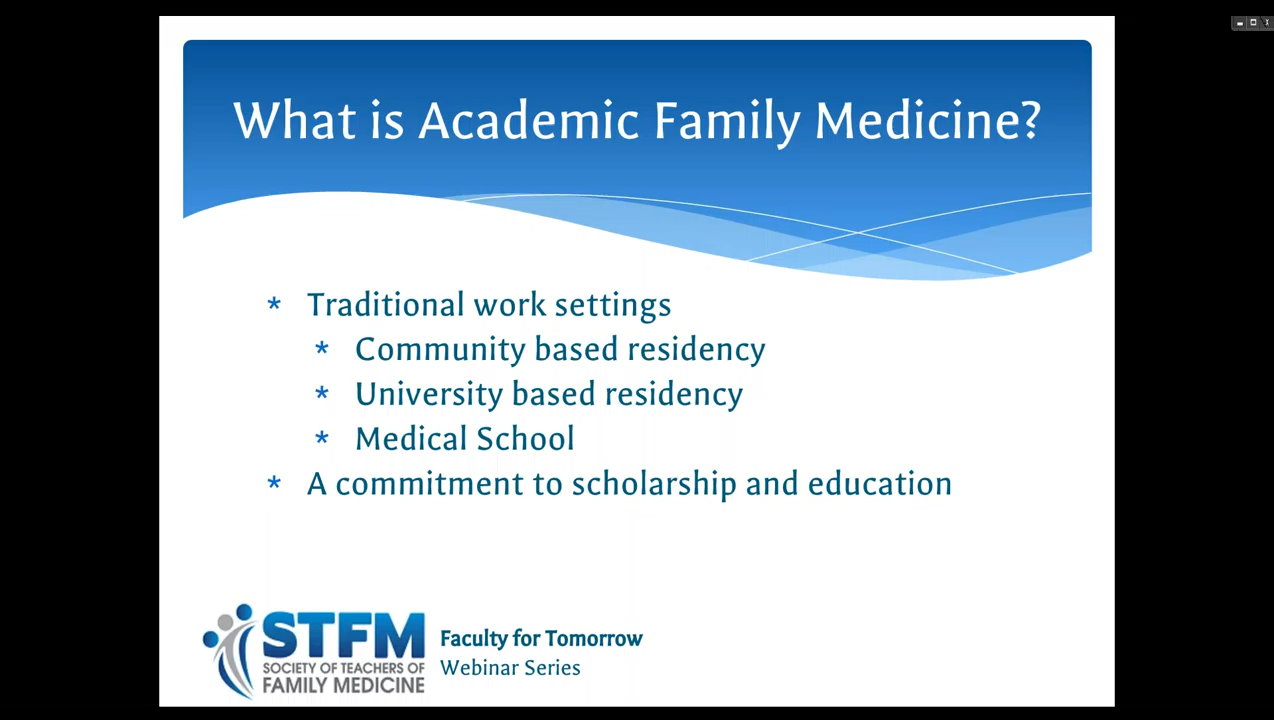 What is Academic Family Medicine?
* Traditional work settings
* Community based residency
* University based residency
* Medical School
* A commitment to scholarship and education
STFM
SOCIETY OF TEACHERS OF
FAMILY MEDICINE
Faculty for Tomorrow
Webinar Series